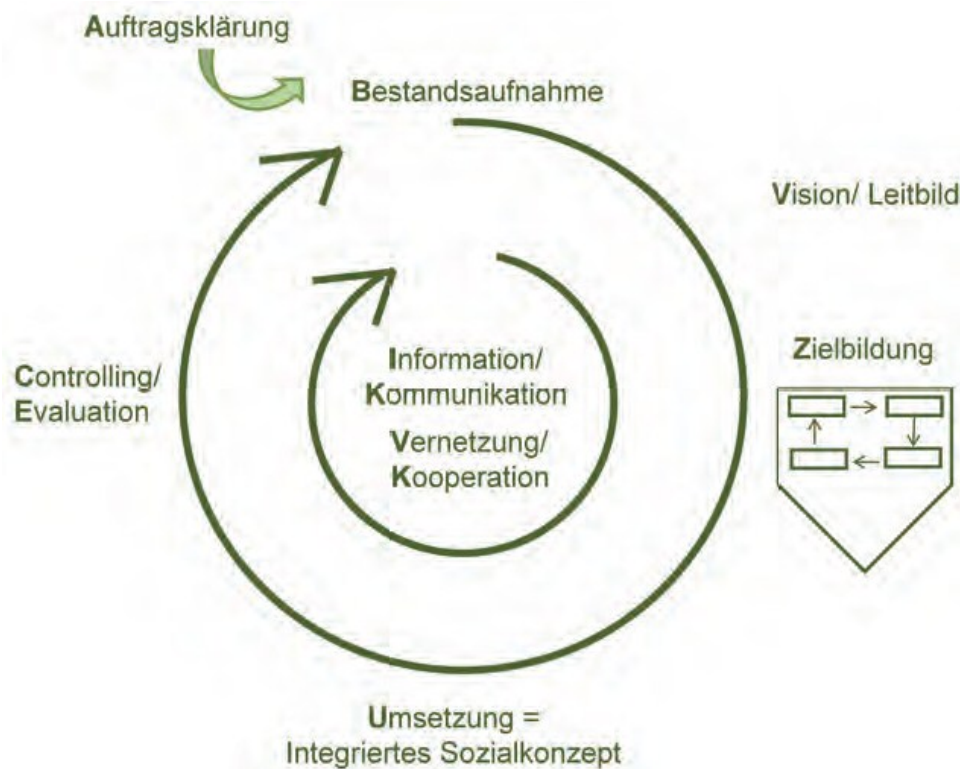 Auftragsklärung
Bestandsaufnahme
Vision/ Leitbild
Zielbildung
Information/
Kommunikation
Vernetzung/
Kooperation
Controlling/
Evaluation
Umsetzung =
Integriertes Sozialkonzept